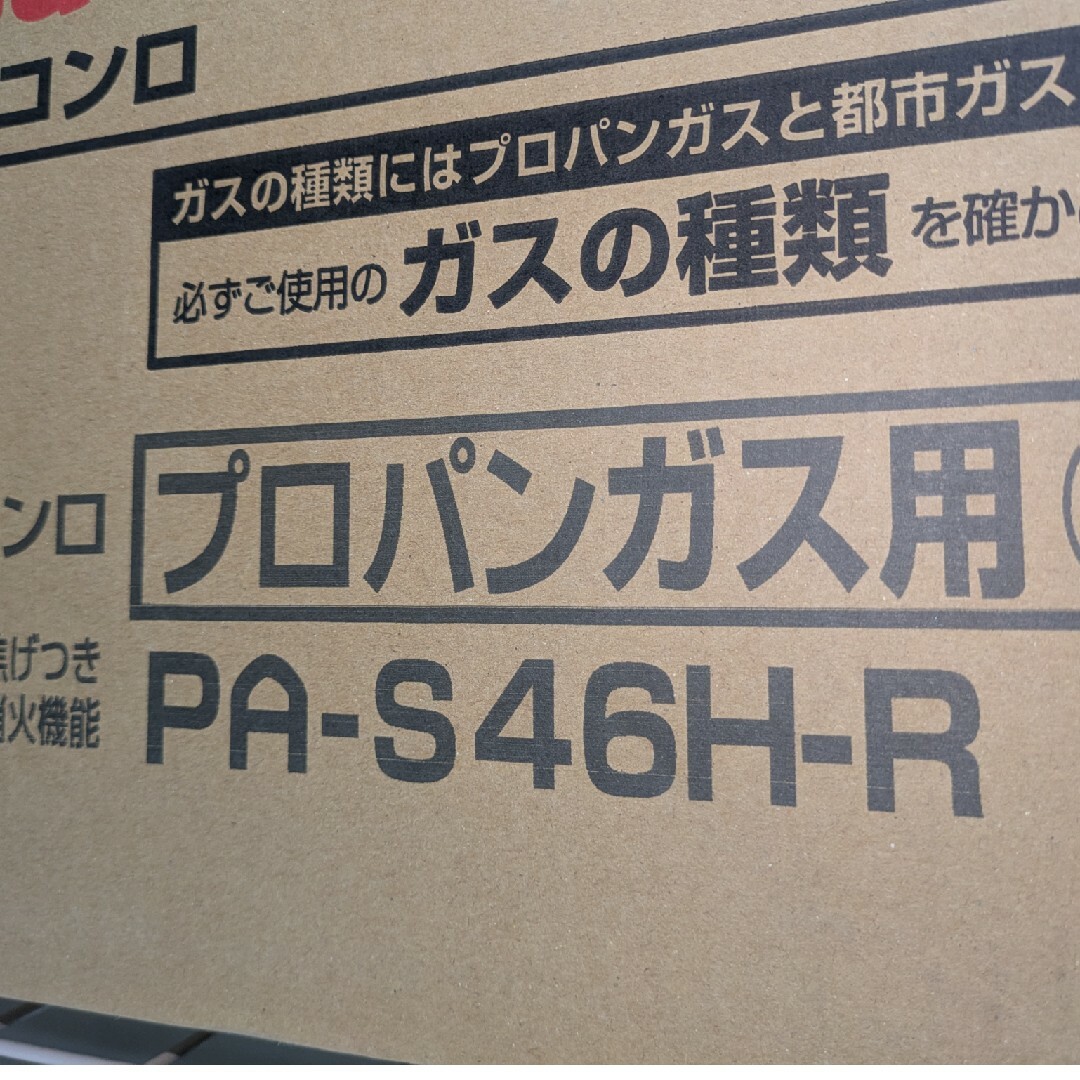 コンロ
ガスの種類にはプロパンガスと都市ガス
必ずご使用の ガスの種類 を確か
ンロ
プロパンガス用
焦げつき
消火機能
PA-S46H-R